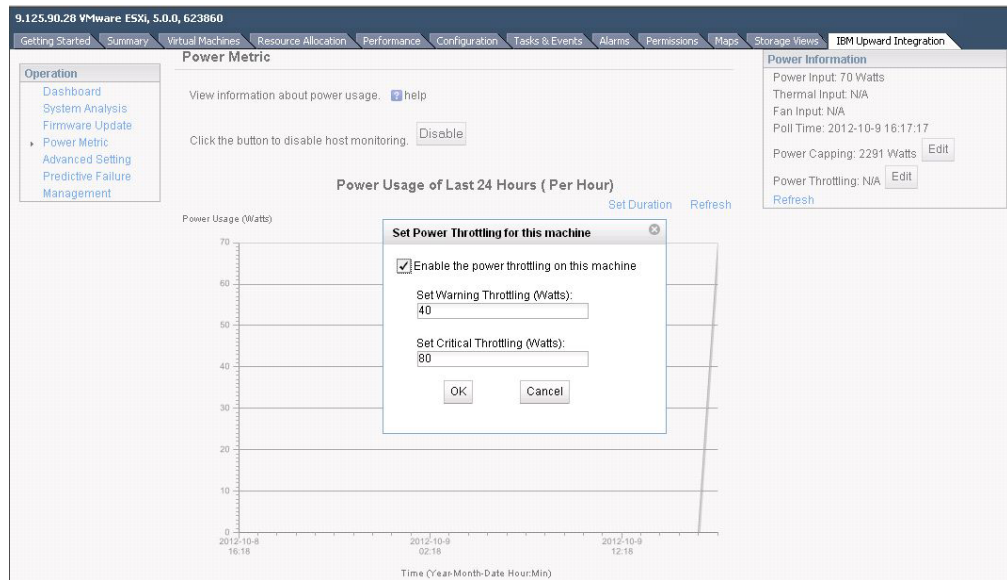 9.125.90.28 VMware ESXi, 5.0.0, 623860
Getting Started Summary Virtual Machines Resource Allocation Performance Configuration Tasks & Events Alarms Permissions Maps Storage Views IBM Upward Integration
Operation
Dashboard
System Analysis
Firmware Update
Power Metric
Advanced Setting
Predictive Failure
Management
Power Metric
View information about power usage. ? help
Click the button to disable host monitoring. Disable
Power Usage of Last 24 Hours ( Per Hour)
Set Duration Refresh
Power Usage (Watts)
70
60
50
40
30
20
10
0
2012-10-8
16:18
2012-10-9
02:18
2012-10-9
12:18
Time (Year-Month-Date Hour:Min)
Set Power Throttling for this machine
Enable the power throttling on this machine
Set Warning Throttling (Watts):
40
Set Critical Throttling (Watts):
80
OK Cancel
Power Information
Power Input: 70 Watts
Thermal Input: N/A
Fan Input: N/A
Poll Time: 2012-10-9 16:17:17
Power Capping: 2291 Watts Edit
Power Throttling: N/A Edit
Refresh